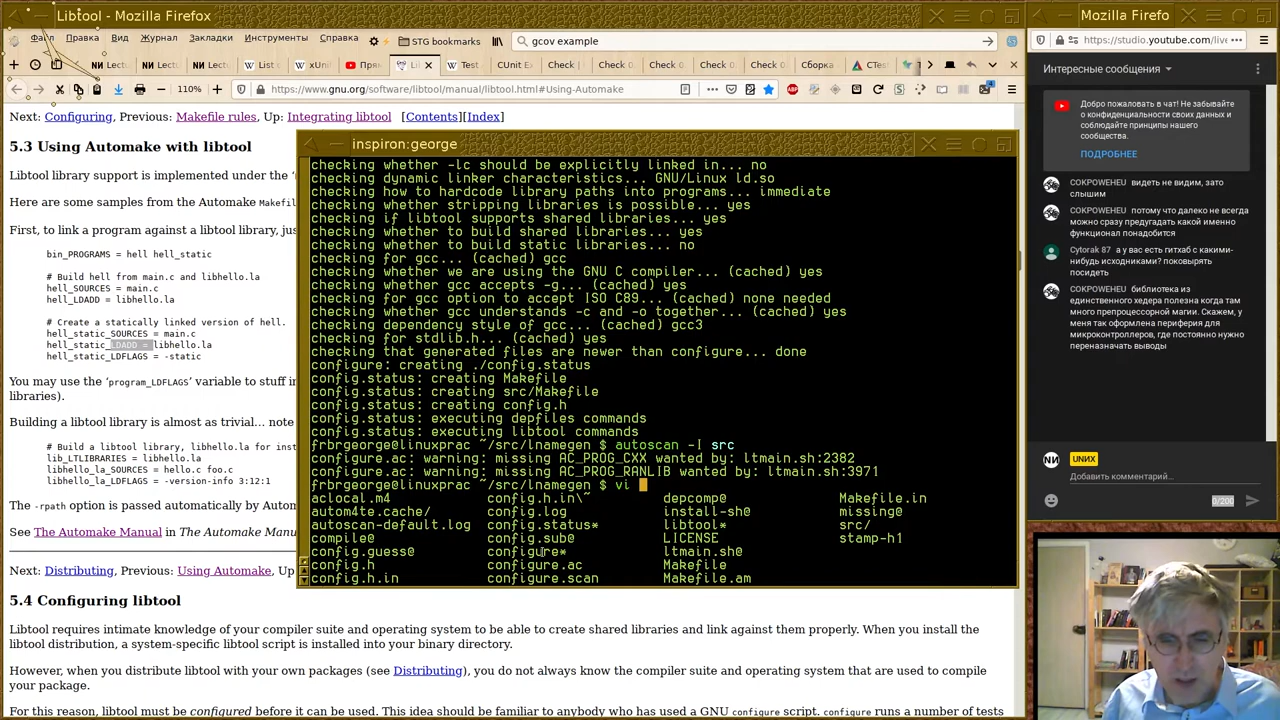 Libtool - Mozilla Firefox
Файл Правка Вид Журнал Закладки Инструменты Справка
STG bookmarks
gcov example
Lectu
Lectu
Lectu
List c
xUni
Пря
Li
Test
CUnit E
Check
Check 0
Check 0
Check 0
Сборка
CTes
110%
https://www.gnu.org/software/libtool/manual/libtool.html#Using-Automake
Next: Configuring, Previous: Makefile rules, Up: Integrating libtool [Contents][Index]
5.3 Using Automake with libtool
Libtool library support is implemented under the ‘
Here are some samples from the Automake Makefil
First, to link a program against a libtool library, jus
bin_PROGRAMS = hell hell_static
# Build hell from main.c and libhello.la
hell_SOURCES = main.c
hell_LDADD = libhello.la
# Create a statically linked version of hell.
hell_static_SOURCES = main.c
hell_static_LDADD = libhello.la
hell_static_LDFLAGS = -static
You may use the ‘program_LDFLAGS’ variable to stuff in
libraries).
Building a libtool library is almost as trivial… note
# Build a libtool library, libhello.la for inst
lib_LTLIBRARIES = libhello.la
libhello_la_SOURCES = hello.c foo.c
libhello_la_LDFLAGS = -version-info 3:12:1
The -rpath option is passed automatically by Autom
See The Automake Manual in The Automake Manu
Next: Distributing, Previous: Using Automake, Up
5.4 Configuring libtool
Libtool requires intimate knowledge of your compiler suite and operating system to be able to create shared libraries and link against them properly. When you install the
libtool distribution, a system-specific libtool script is installed into your binary directory.
However, when you distribute libtool with your own packages (see Distributing), you do not always know the compiler suite and operating system that are used to compile
your package.
For this reason, libtool must be configured before it can be used. This idea should be familiar to anybody who has used a GNU configure script. configure runs a number of tests
inspiron:george
checking whether -lc should be explicitly linked in... no
checking dynamic linker characteristics... GNU/Linux ld.so
checking how to hardcode library paths into programs... immediate
checking whether stripping libraries is possible... yes
checking if libtool supports shared libraries... yes
checking whether to build shared libraries... yes
checking whether to build static libraries... no
checking for gcc... (cached) gcc
checking whether we are using the GNU C compiler... (cached) yes
checking whether gcc accepts -g... (cached) yes
checking for gcc option to accept ISO C89... (cached) none needed
checking whether gcc understands -c and -o together... (cached) yes
checking dependency style of gcc... (cached) gcc3
checking for stdlib.h... (cached) yes
checking that generated files are newer than configure... done
configure: creating ./config.status
config.status: creating Makefile
config.status: creating src/Makefile
config.status: creating config.h
config.status: executing depfiles commands
config.status: executing libtool commands
frbrgeorge@linuxprac ~/src/lnamegen $ autoscan -I src
configure.ac: warning: missing AC_PROG_CXX wanted by: ltmain.sh:2382
configure.ac: warning: missing AC_PROG_RANLIB wanted by: ltmain.sh:3971
frbrgeorge@linuxprac ~/src/lnamegen $ vi
aclocal.m4 config.h.in\~ depcomp@ Makefile.in
autom4te.cache/ config.log install-sh@ missing@
autoscan-default.log config.status* libtool* src/
compile@ config.sub@ LICENSE stamp-h1
config.guess@ configure* ltmain.sh@
config.h configure.ac Makefile
config.h.in configure.scan Makefile.am
Mozilla Firefo
https://studio.youtube.com/live
Интересные сообщения
Добро пожаловать в чат! Не забывайте
о конфиденциальности своих данных и
соблюдайте принципы нашего
сообщества.
ПОДРОБНЕЕ
COKPOWEHEU видеть не видим, зато
слышим
COKPOWEHEU потому что далеко не всегда
можно сразу предугадать какой именно
функционал понадобится
Cytorak 87 а у вас есть гитхаб с какими-
нибудь исходниками? поковырять
посидеть
COKPOWEHEU библиотека из
единственного хедера полезна когда там
много препроцессорной магии. Скажем, у
меня так оформлена периферия для
микроконтроллеров, где постоянно нужно
переназначать выводы
UNИX
Добавить комментарий...
0/200